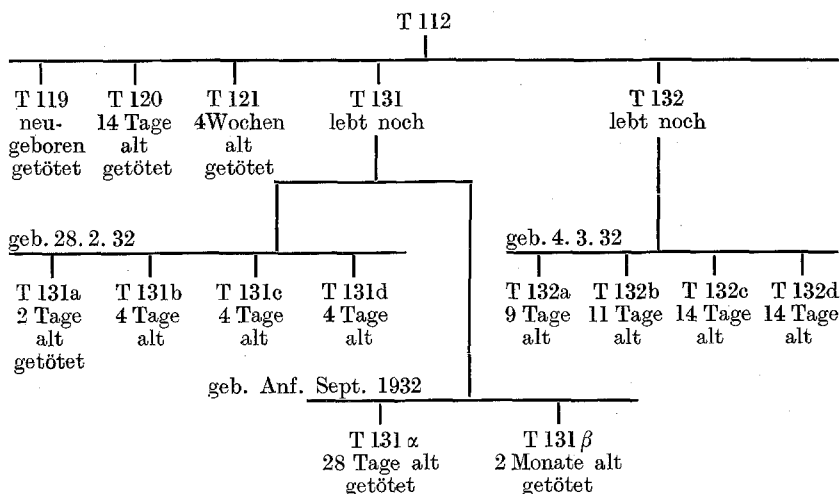 T 112
T 119 T 120 T 121 T 131 T 132
neu- 14 Tage 4 Wochen lebt noch lebt noch
geboren alt alt
getötet getötet getötet
geb. 28. 2. 32 geb. 4. 3. 32
T 131a T 131b T 131c T 131d T 132a T 132b T 132c T 132d
2 Tage 4 Tage 4 Tage 4 Tage 9 Tage 11 Tage 14 Tage 14 Tage
alt alt alt alt alt alt alt alt
getötet
geb. Anf. Sept. 1932
T 131 α T 131 β
28 Tage alt 2 Monate alt
getötet getötet